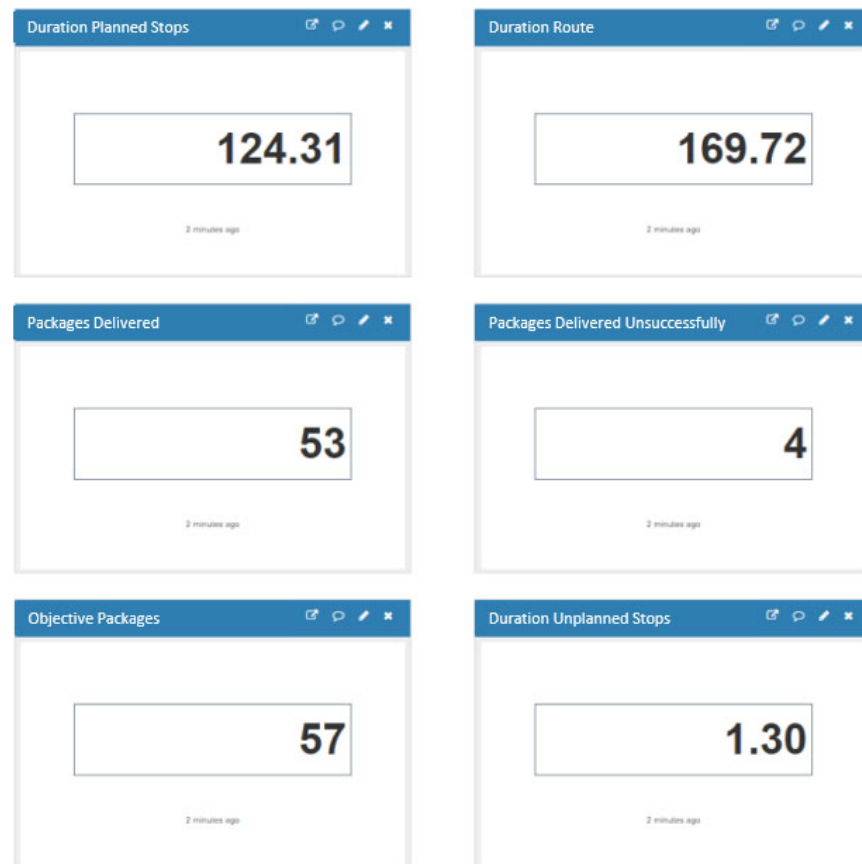 Duration Planned Stops
124.31
2 minutes ago
Duration Route
169.72
2 minutes ago
Packages Delivered
53
2 minutes ago
Packages Delivered Unsuccessfully
4
2 minutes ago
Objective Packages
57
2 minutes ago
Duration Unplanned Stops
1.30
2 minutes ago